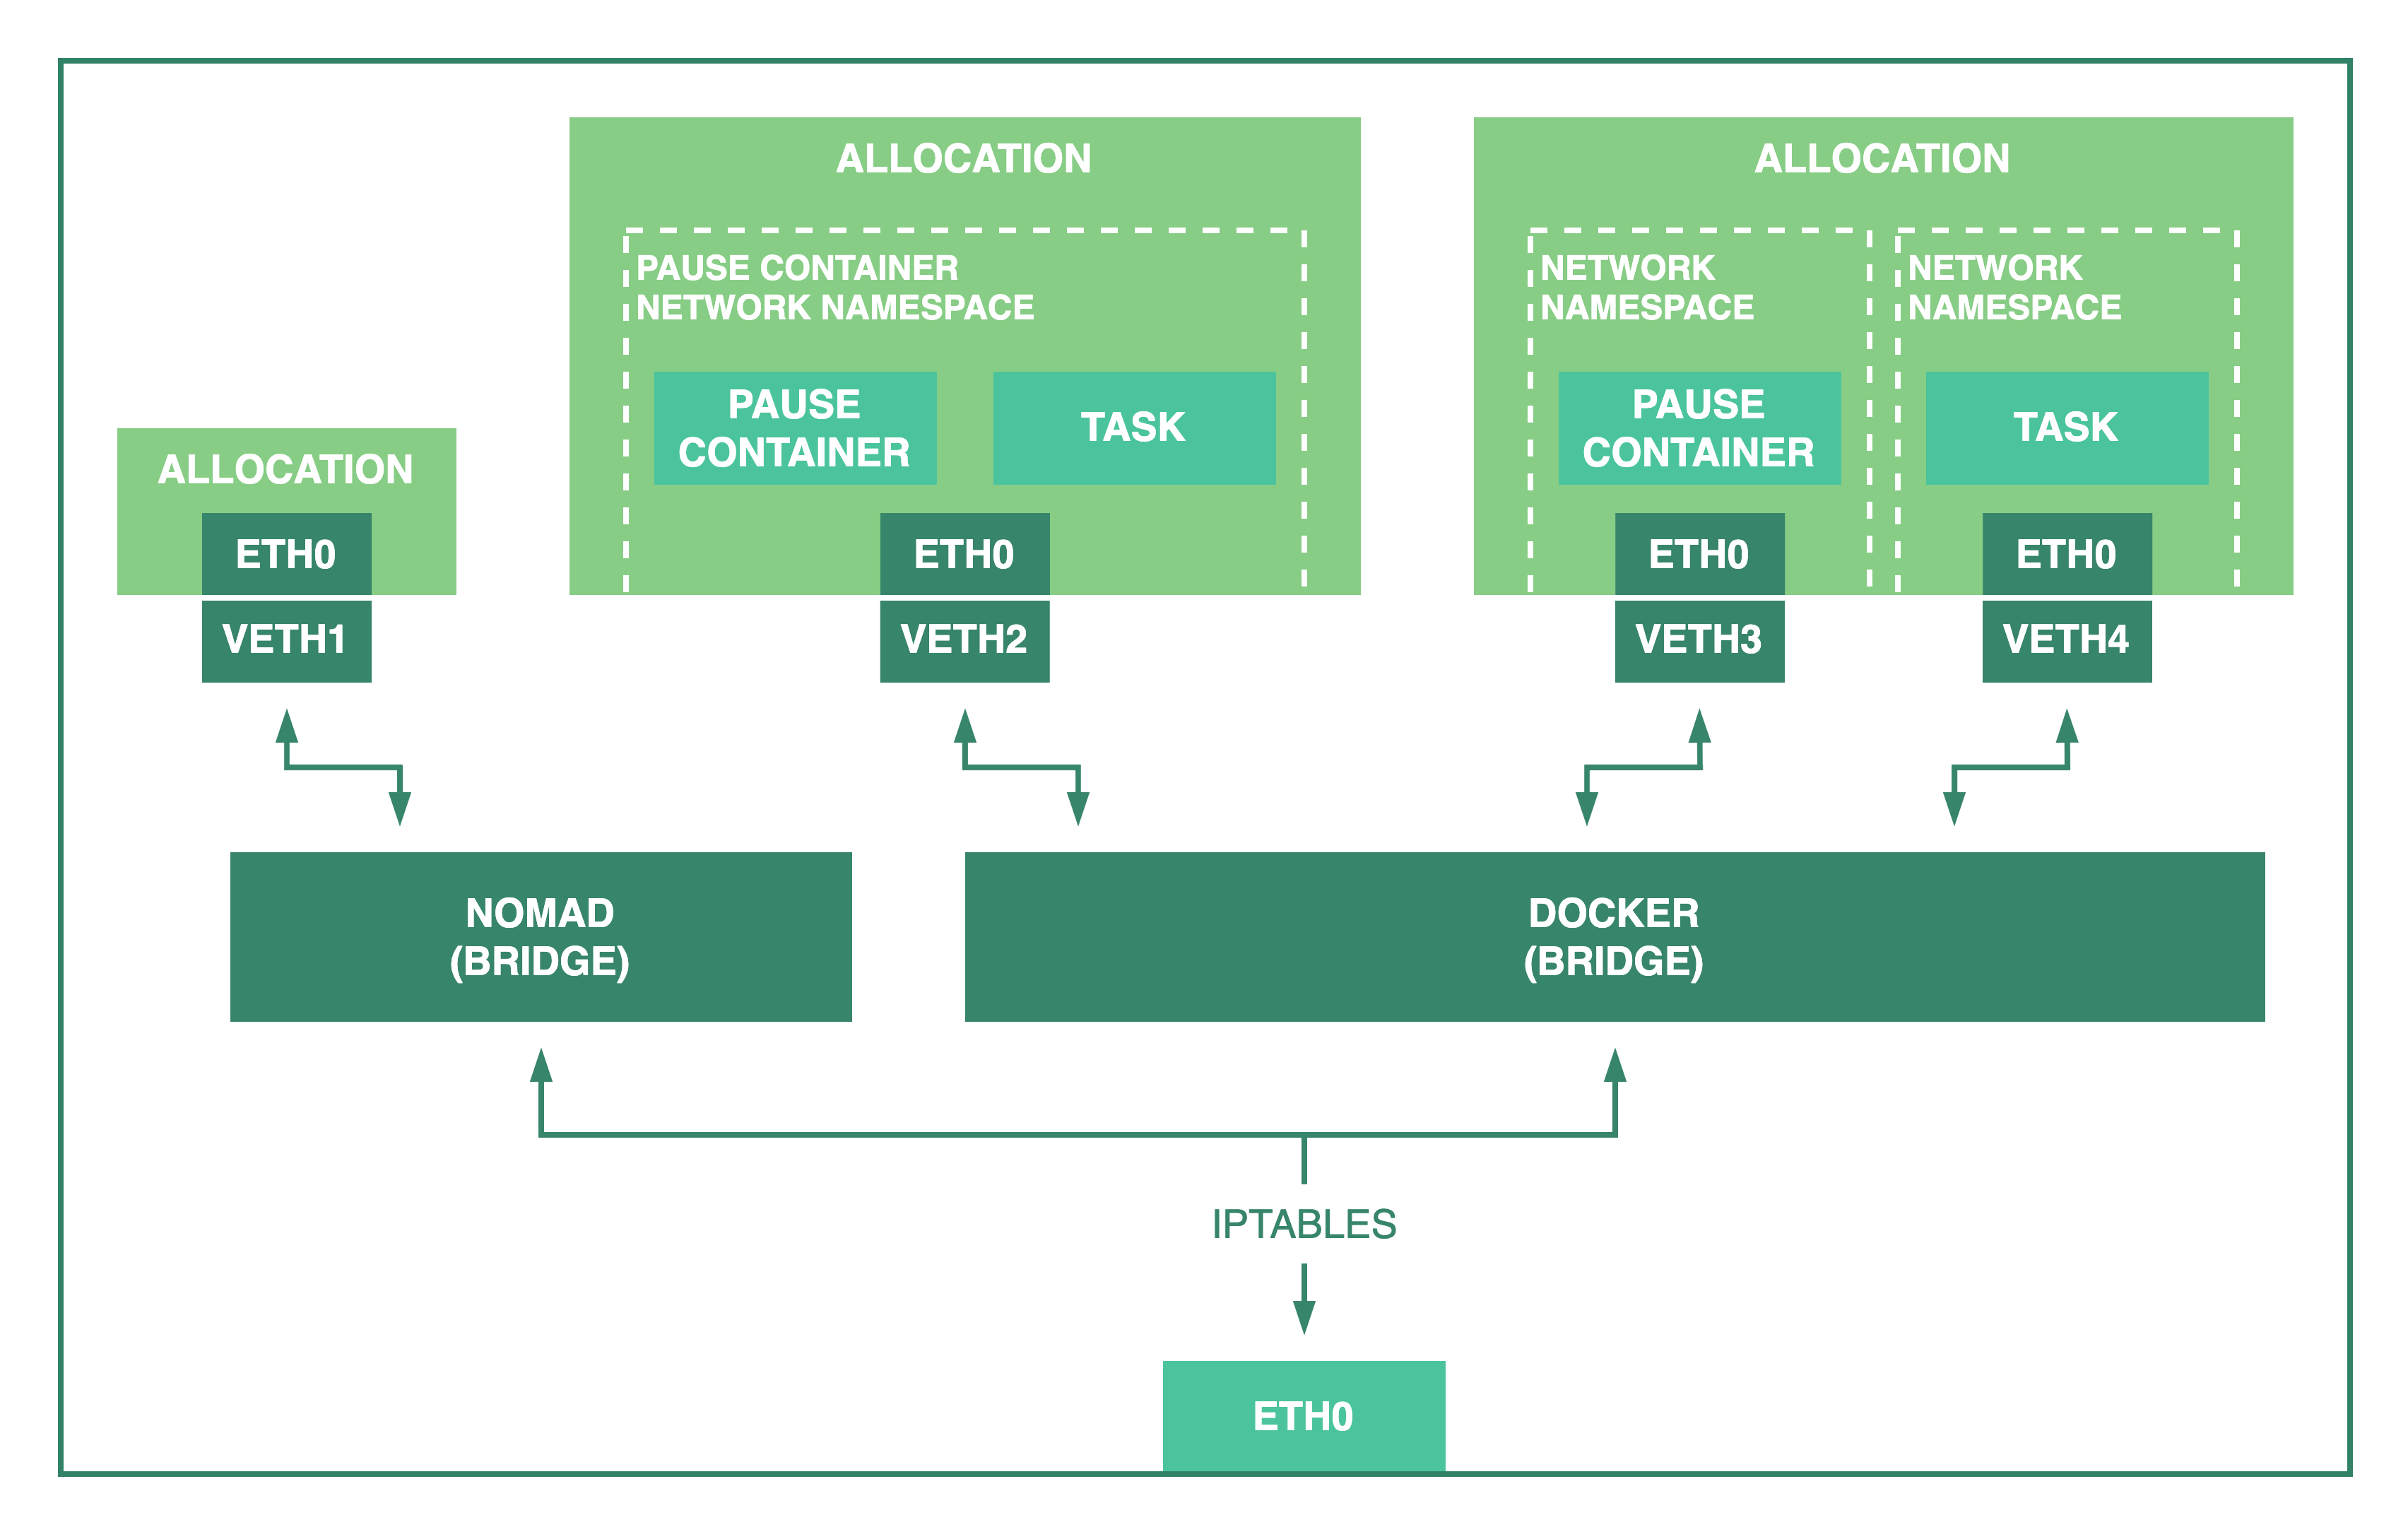 ALLOCATION
ETH0
VETH1
ALLOCATION
PAUSE CONTAINER
NETWORK NAMESPACE
PAUSE
CONTAINER
TASK
ETH0
VETH2
ALLOCATION
NETWORK
NAMESPACE
PAUSE
CONTAINER
ETH0
VETH3
NETWORK
NAMESPACE
TASK
ETH0
VETH4
NOMAD
(BRIDGE)
DOCKER
(BRIDGE)
IPTABLES
ETH0